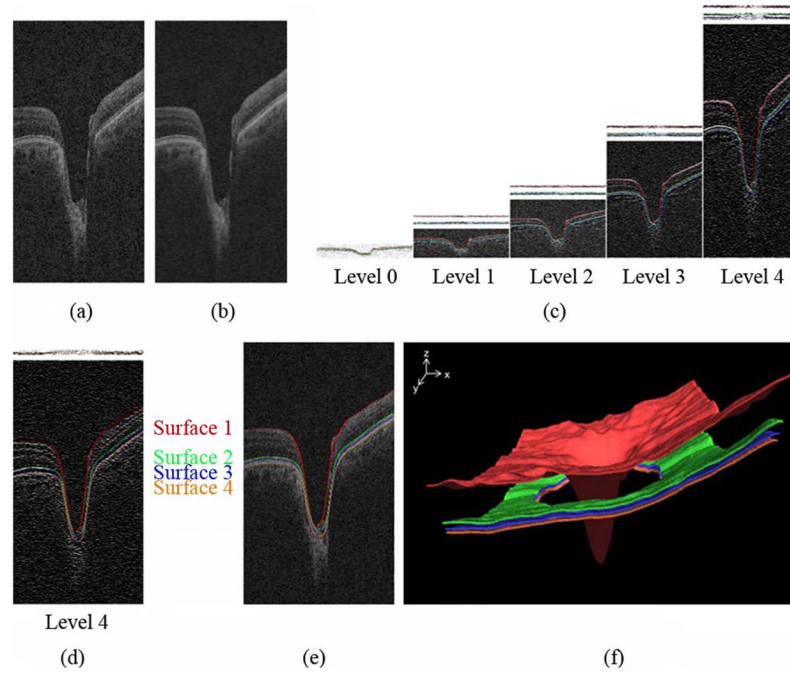 Level 0
Level 1
Level 2
Level 3
Level 4
(a)
(b)
(c)
Surface 1
Surface 2
Surface 3
Surface 4
z
x
y
Level 4
(d)
(e)
(f)